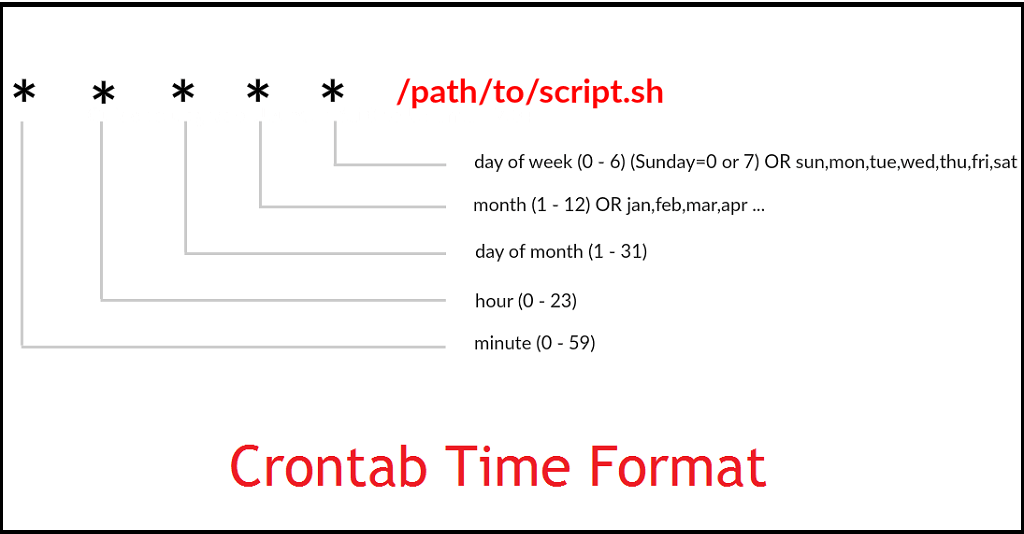 * * * * * /path/to/script.sh
day of week (0 - 6) (Sunday=0 or 7) OR sun,mon,tue,wed,thu,fri,sat
month (1 - 12) OR jan,feb,mar,apr ...
day of month (1 - 31)
hour (0 - 23)
minute (0 - 59)
Crontab Time Format